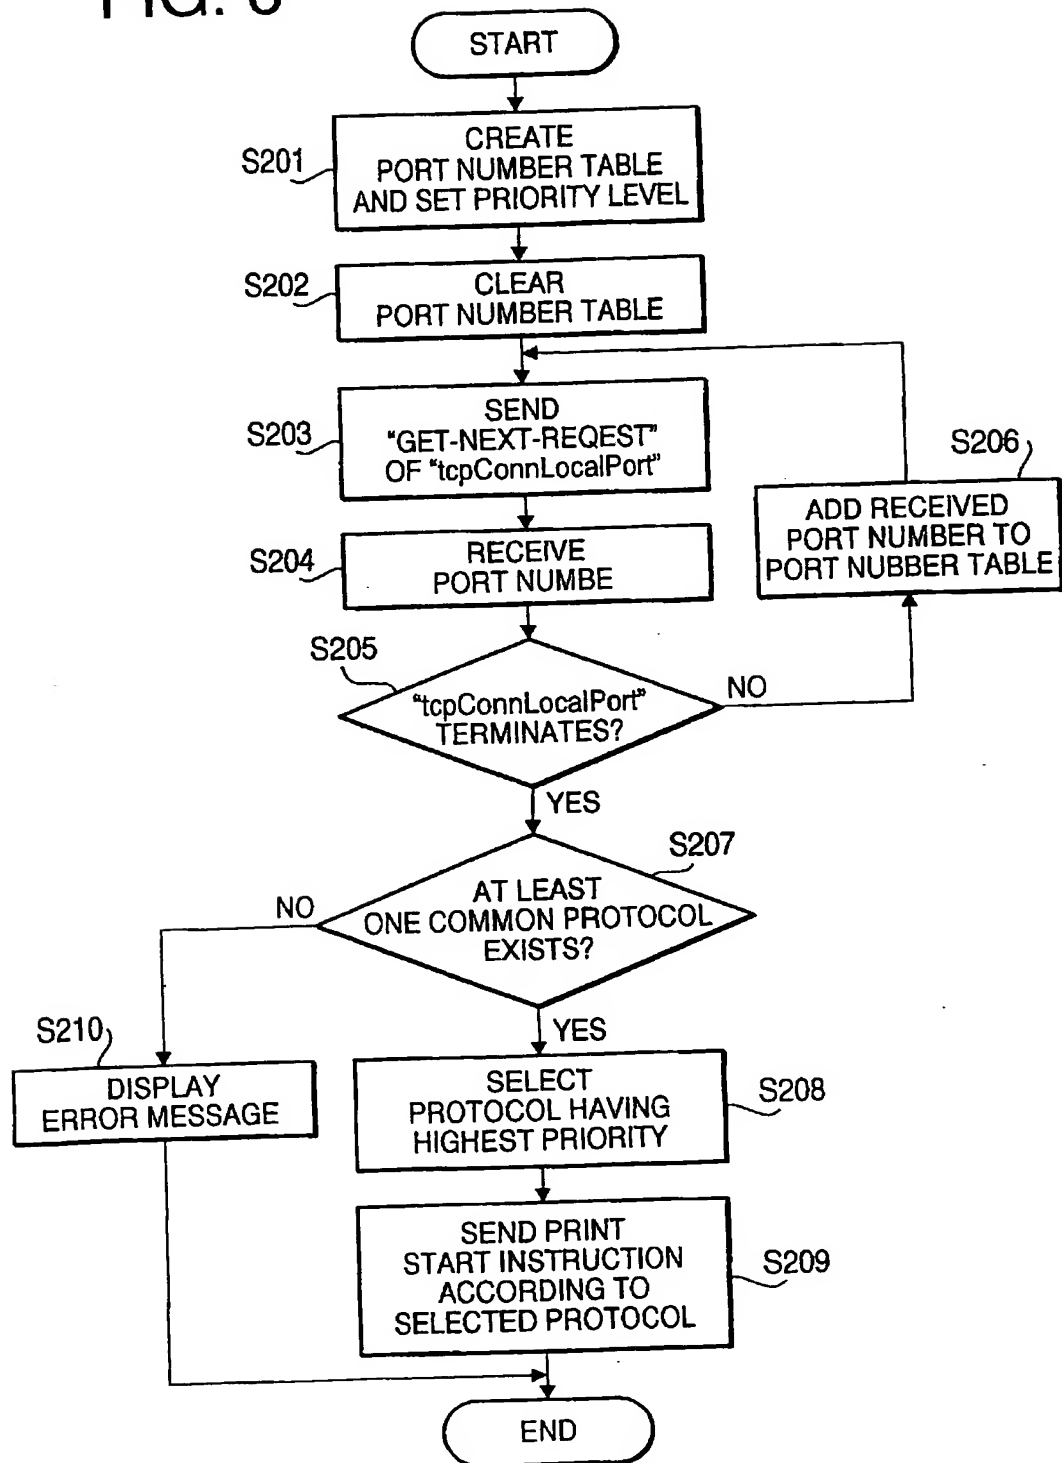 START
S201
CREATE
PORT NUMBER TABLE
AND SET PRIORITY LEVEL
S202
CLEAR
PORT NUMBER TABLE
S203
SEND
"GET-NEXT-REQEST"
OF "tcpConnLocalPort"
S206
ADD RECEIVED
PORT NUMBER TO
PORT NUBBER TABLE
S204
RECEIVE
PORT NUMBE
S205
"tcpConnLocalPort"
TERMINATES?
NO
YES
S207
AT LEAST
ONE COMMON PROTOCOL
EXISTS?
NO
YES
S210
DISPLAY
ERROR MESSAGE
SELECT
PROTOCOL HAVING
HIGHEST PRIORITY
S208
SEND PRINT
START INSTRUCTION
ACCORDING TO
SELECTED PROTOCOL
S209
END